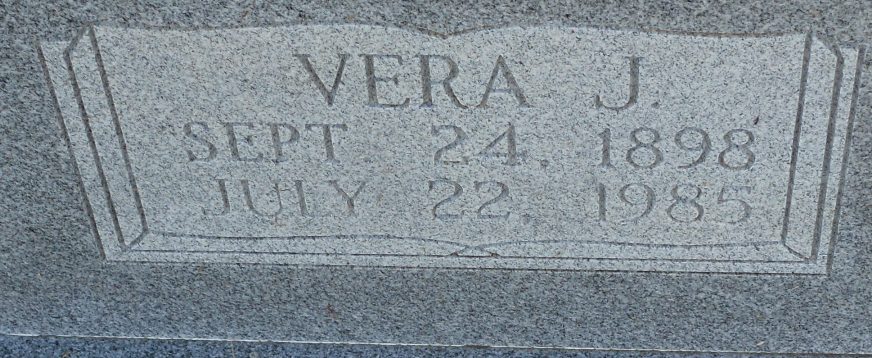 VERA J.
SEPT. 24, 1898
JULY 22, 1985